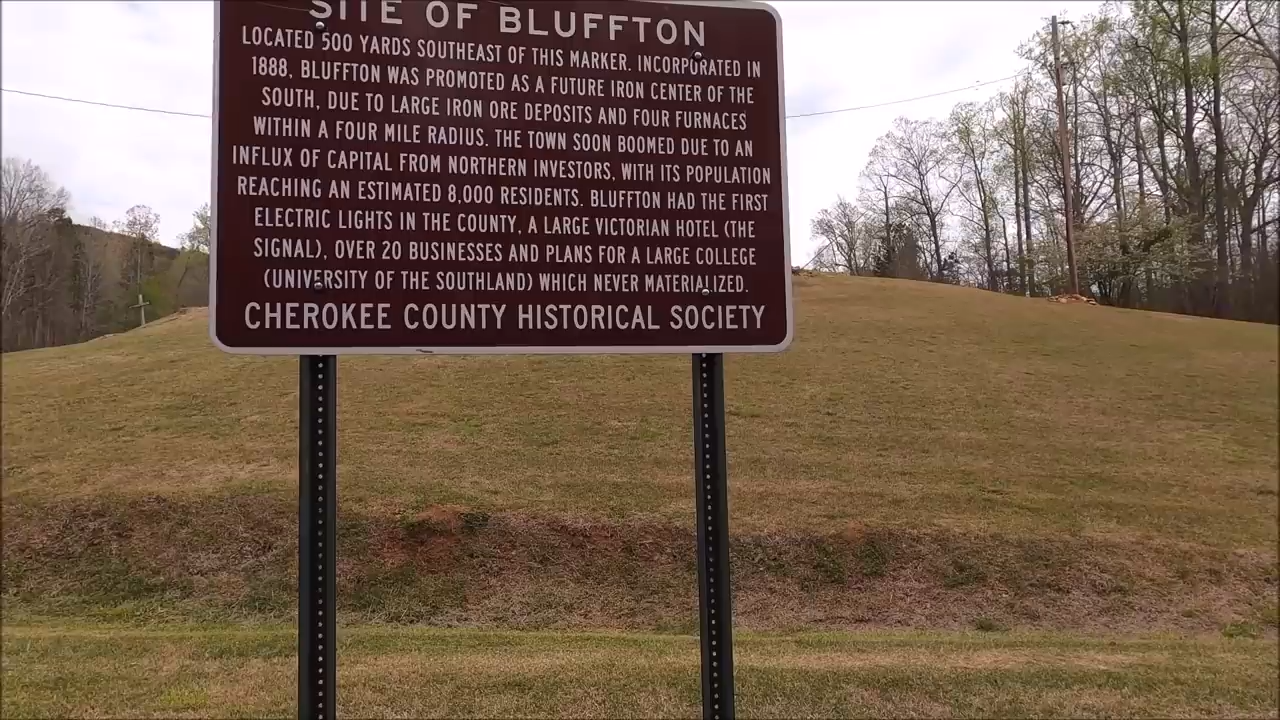 SITE OF BLUFFTON
LOCATED 500 YARDS SOUTHEAST OF THIS MARKER. INCORPORATED IN
1888, BLUFFTON WAS PROMOTED AS A FUTURE IRON CENTER OF THE
SOUTH, DUE TO LARGE IRON ORE DEPOSITS AND FOUR FURNACES
WITHIN A FOUR MILE RADIUS. THE TOWN SOON BOOMED DUE TO AN
INFLUX OF CAPITAL FROM NORTHERN INVESTORS, WITH ITS POPULATION
REACHING AN ESTIMATED 8,000 RESIDENTS. BLUFFTON HAD THE FIRST
ELECTRIC LIGHTS IN THE COUNTY, A LARGE VICTORIAN HOTEL (THE
SIGNAL), OVER 20 BUSINESSES AND PLANS FOR A LARGE COLLEGE
(UNIVERSITY OF THE SOUTHLAND) WHICH NEVER MATERIALIZED.
CHEROKEE COUNTY HISTORICAL SOCIETY